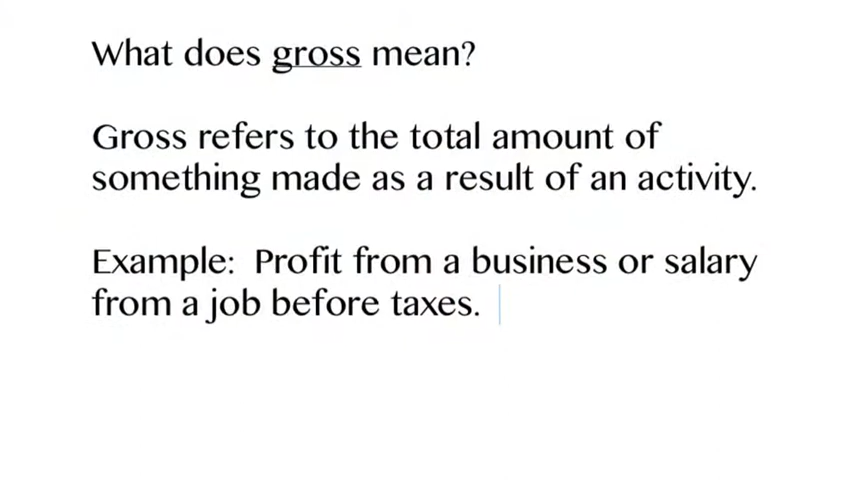 What does gross mean?
Gross refers to the total amount of
something made as a result of an activity.
Example:  Profit from a business or salary
from a job before taxes.